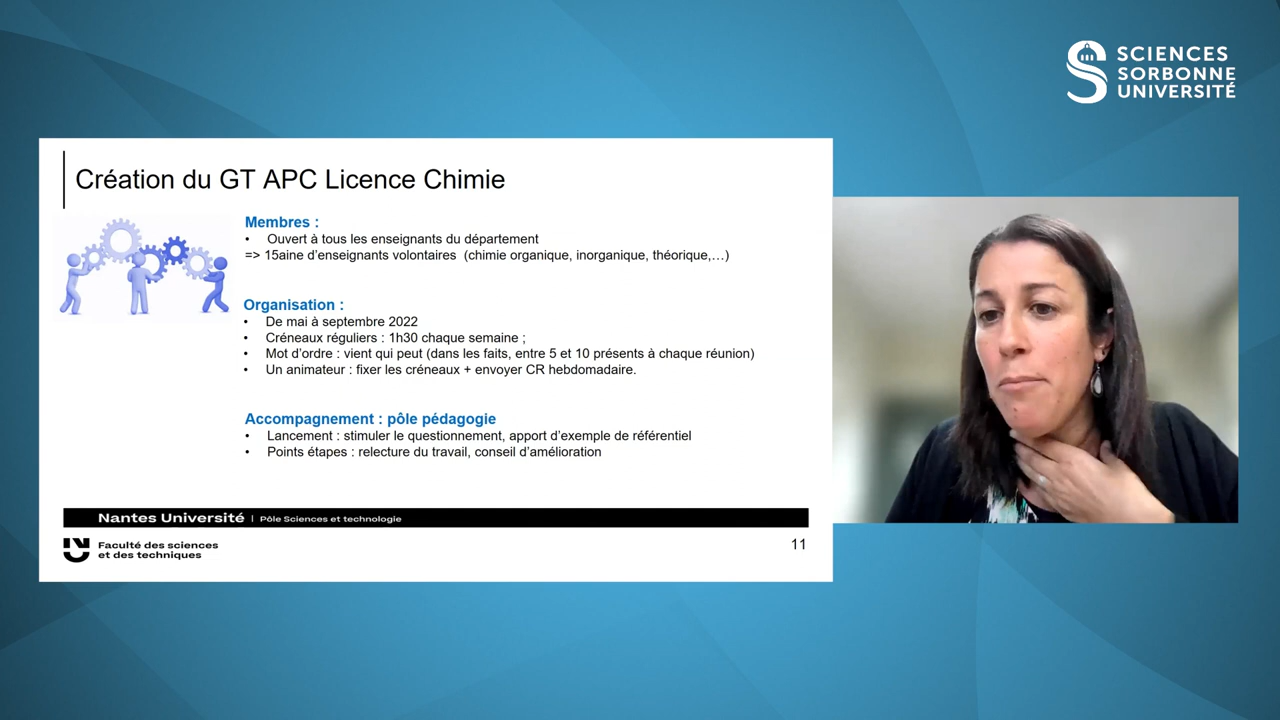 SCIENCES
SORBONNE
UNIVERSITÉ
Création du GT APC Licence Chimie
Membres :
• Ouvert à tous les enseignants du département
=> 15aine d'enseignants volontaires (chimie organique, inorganique, théorique,…)
Organisation :
• De mai à septembre 2022
• Créneaux réguliers : 1h30 chaque semaine ;
• Mot d'ordre : vient qui peut (dans les faits, entre 5 et 10 présents à chaque réunion)
• Un animateur : fixer les créneaux + envoyer CR hebdomadaire.
Accompagnement : pôle pédagogie
• Lancement : stimuler le questionnement, apport d'exemple de référentiel
• Points étapes : relecture du travail, conseil d'amélioration
Nantes Université | Pôle Sciences et technologie
Faculté des sciences
et des techniques
11